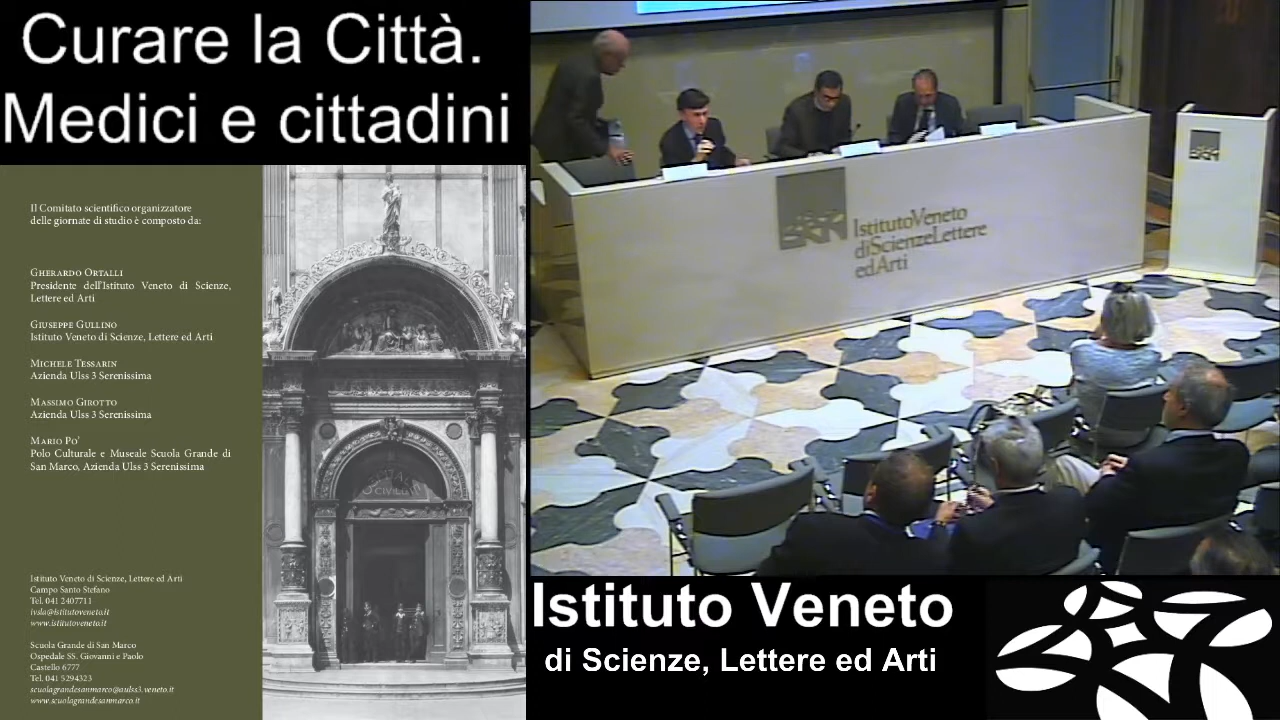 Curare la Città.
Medici e cittadini
Il Comitato scientifico organizzatore
delle giornate di studio è composto da:
Gherardo Ortalli
Presidente dell'Istituto Veneto di Scienze,
Lettere ed Arti
Giuseppe Gullino
Istituto Veneto di Scienze, Lettere ed Arti
Michele Tessarin
Azienda Ulss 3 Serenissima
Massimo Girotto
Azienda Ulss 3 Serenissima
Mario Po'
Polo Culturale e Museale Scuola Grande di
San Marco, Azienda Ulss 3 Serenissima
Istituto Veneto di Scienze, Lettere ed Arti
Campo Santo Stefano
Tel. 041 2407711
ivsla@istitutoveneto.it
www.istitutoveneto.it
Scuola Grande di San Marco
Ospedale SS. Giovanni e Paolo
Castello 6777
Tel. 041 5294323
scuolagrandesanmarco@aulss3.veneto.it
www.scuolagrandesanmarco.it
CIVILE
IstitutoVeneto
diScienzeLettere
edArti
Istituto Veneto
di Scienze, Lettere ed Arti